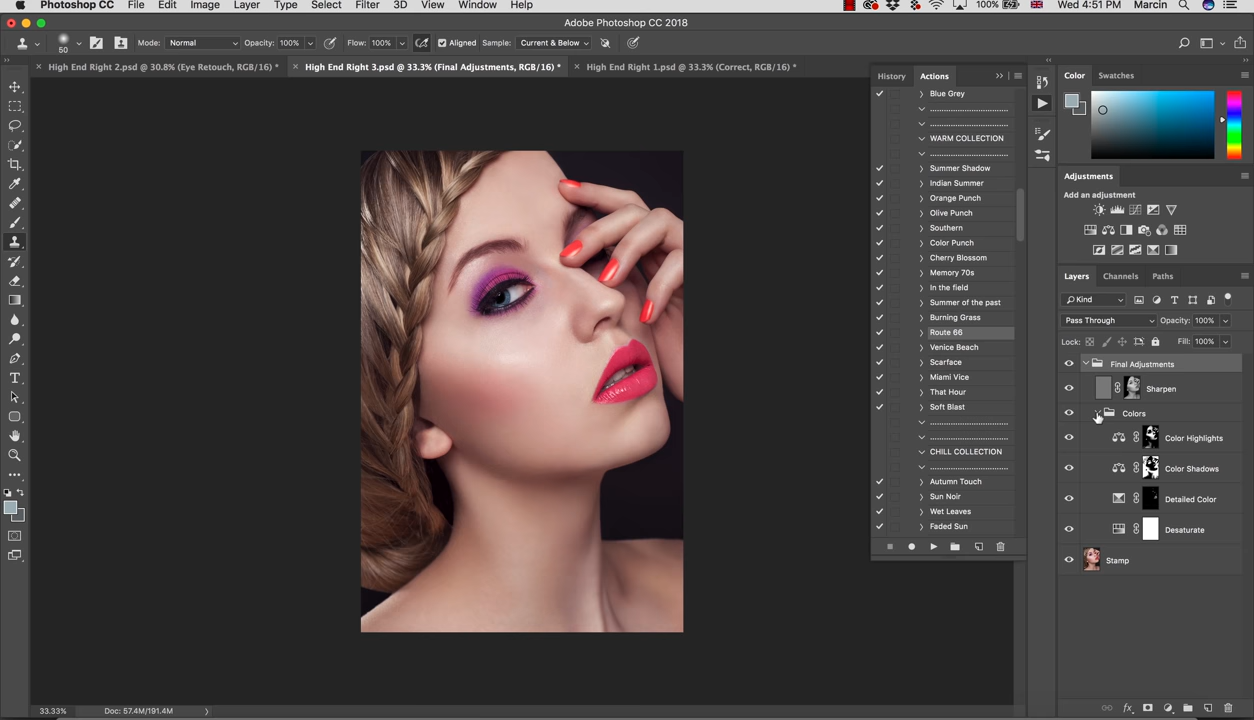 Photoshop CC File Edit Image Layer Type Select Filter 3D View Window Help 100% Wed 4:51 PM Marcin
Adobe Photoshop CC 2018
50 Mode: Normal Opacity: 100% Flow: 100% Aligned Sample: Current & Below
High End Right 2.psd @ 30.8% (Eye Retouch, RGB/16) * High End Right 3.psd @ 33.3% (Final Adjustments, RGB/16) * High End Right 1.psd @ 33.3% (Correct, RGB/16) *
History Actions
Blue Grey
..............................
..............................
WARM COLLECTION
..............................
Summer Shadow
Indian Summer
Orange Punch
Olive Punch
Southern
Color Punch
Cherry Blossom
Memory 70s
In the field
Summer of the past
Burning Grass
Route 66
Venice Beach
Scarface
Miami Vice
That Hour
Soft Blast
..............................
..............................
CHILL COLLECTION
..............................
Autumn Touch
Sun Noir
Wet Leaves
Faded Sun
Color Swatches
Adjustments
Add an adjustment
Layers Channels Paths
Kind
Pass Through Opacity: 100%
Lock: Fill: 100%
Final Adjustments
Sharpen
Colors
Color Highlights
Color Shadows
Detailed Color
Desaturate
Stamp
33.33% Doc: 57.4M/191.4M